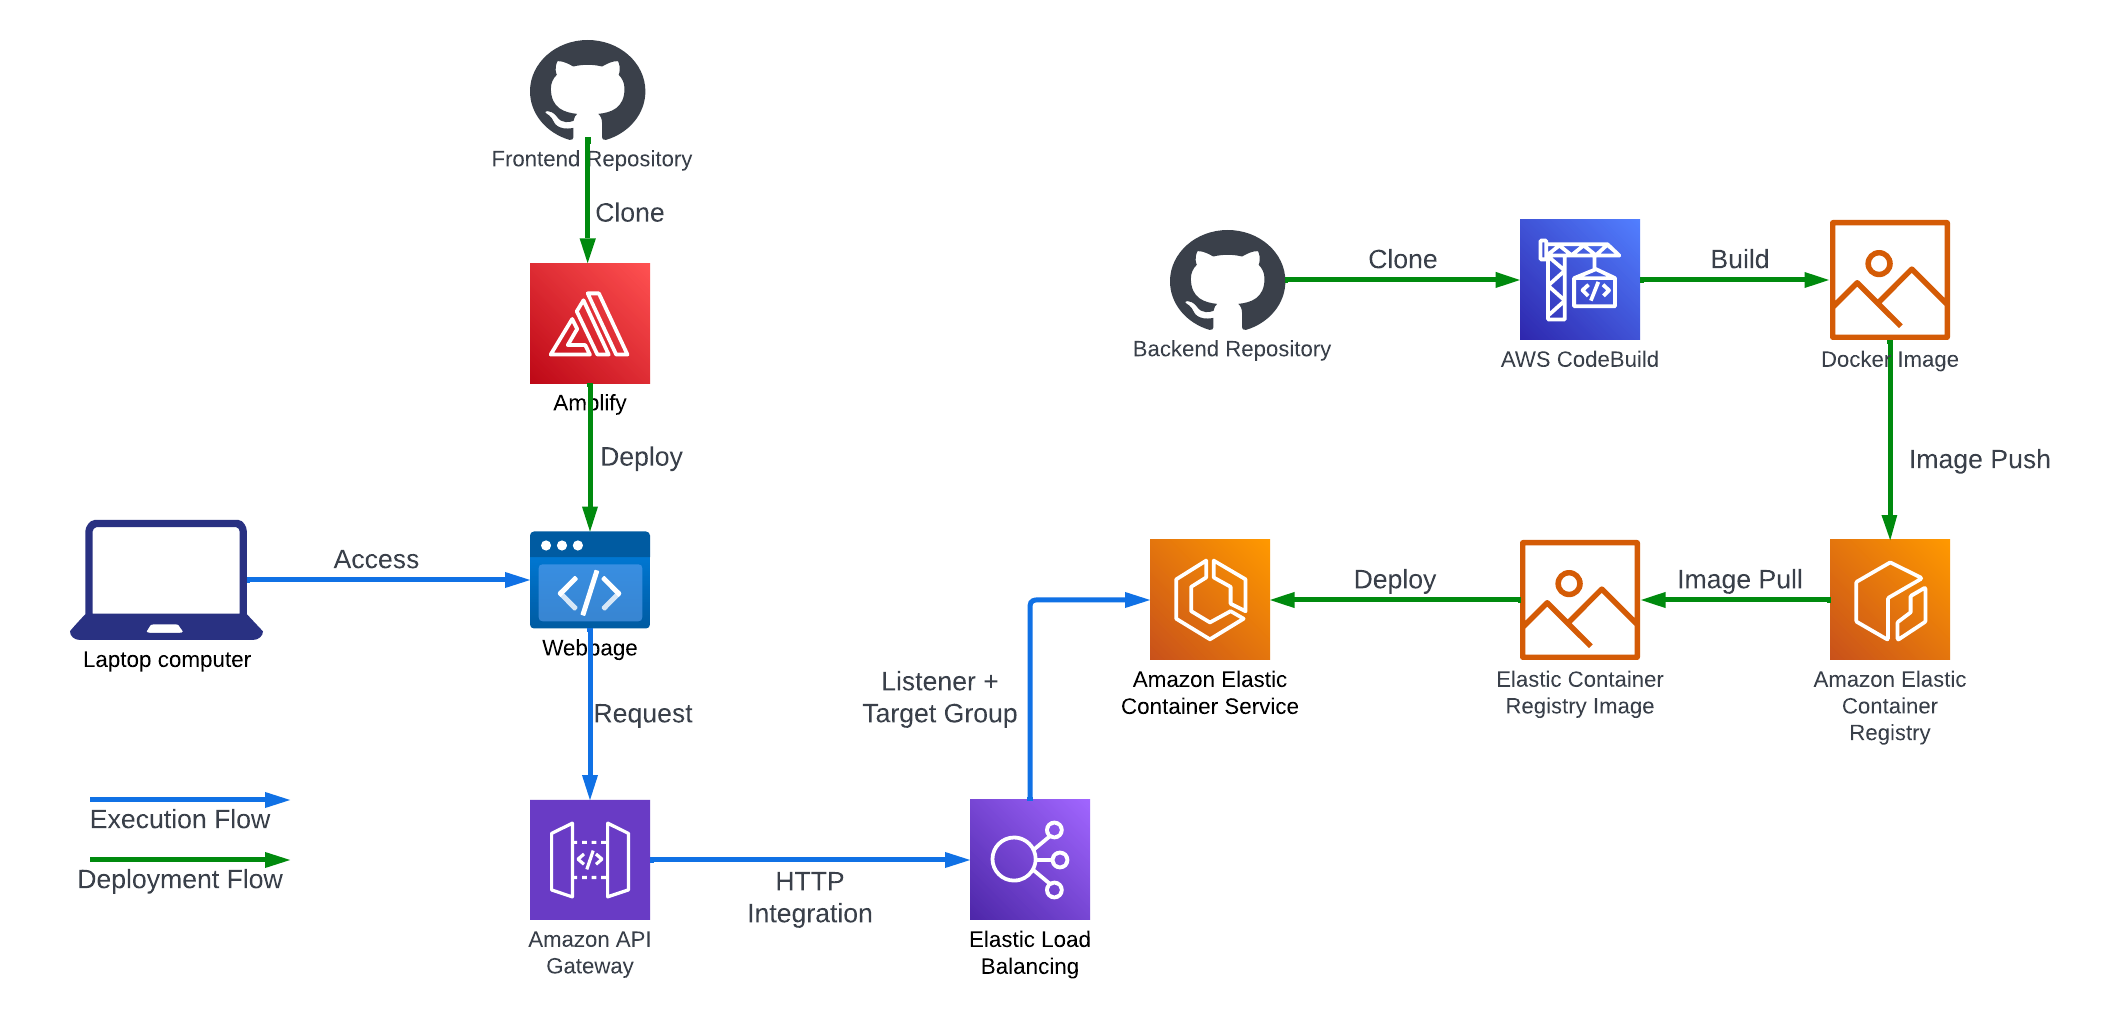 Frontend Repository
Clone
Amplify
Deploy
Access
Laptop computer
Webpage
Request
Execution Flow
Deployment Flow
Amazon API
Gateway
HTTP
Integration
Elastic Load
Balancing
Listener +
Target Group
Backend Repository
Clone
AWS CodeBuild
Build
Docker Image
Image Push
Amazon Elastic
Container
Registry
Image Pull
Elastic Container
Registry Image
Deploy
Amazon Elastic
Container Service